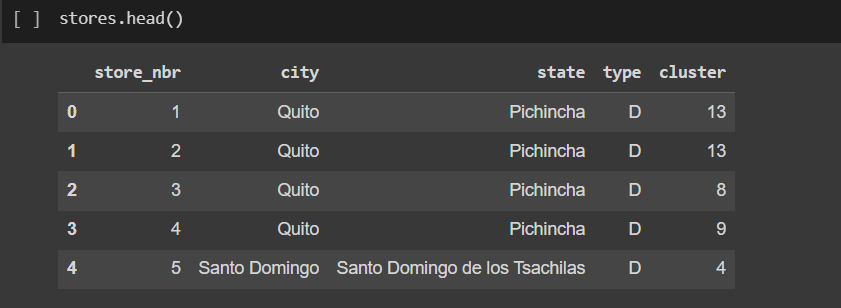 [ ] stores.head()
store_nbr city state type cluster
0 1 Quito Pichincha D 13
1 2 Quito Pichincha D 13
2 3 Quito Pichincha D 8
3 4 Quito Pichincha D 9
4 5 Santo Domingo Santo Domingo de los Tsachilas D 4